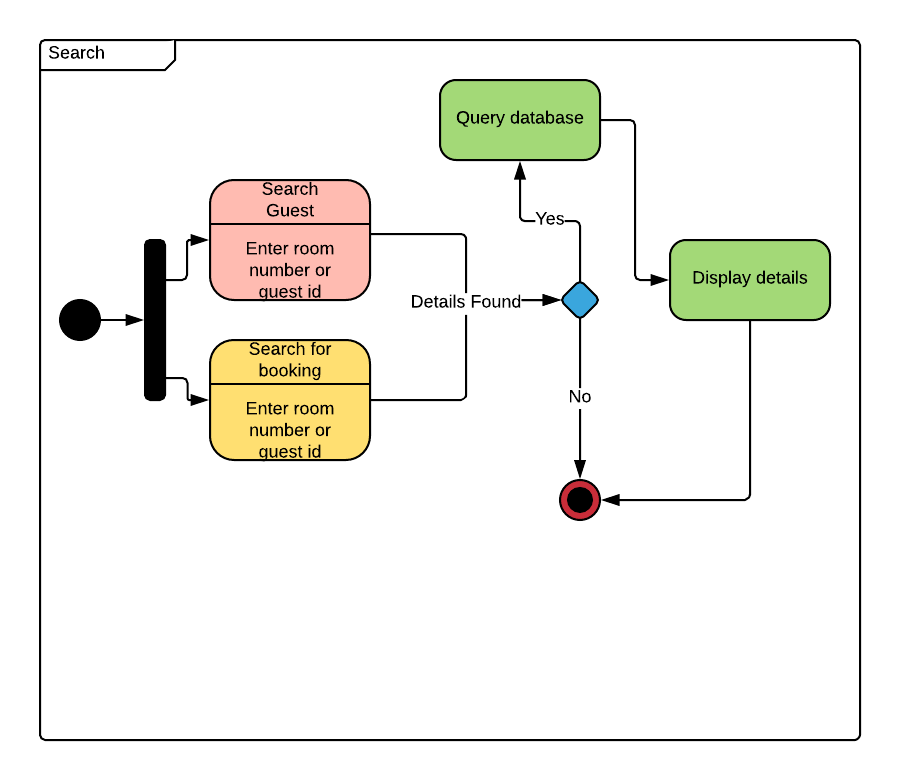 Search
Query database
Search
Guest
Enter room
number or
guest id
Yes
Display details
Details Found
Search for
booking
Enter room
number or
guest id
No